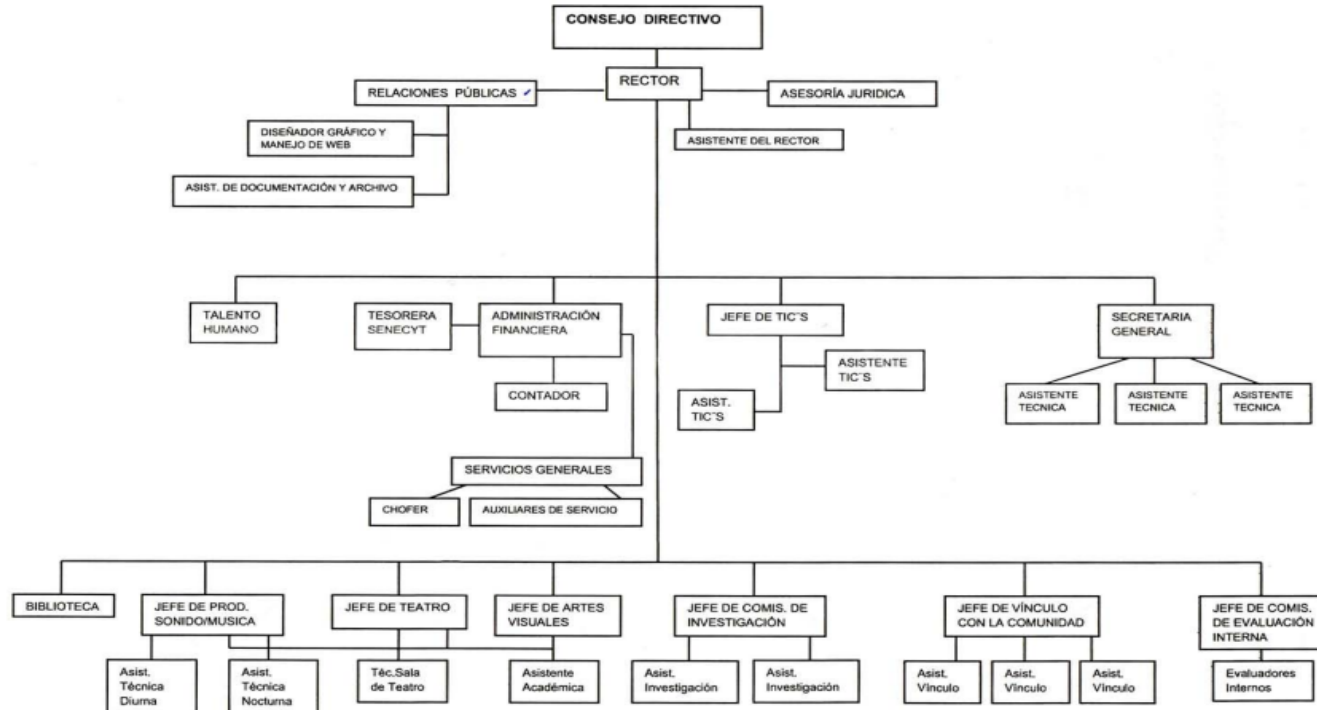 CONSEJO DIRECTIVO
RECTOR
RELACIONES PÚBLICAS
ASESORÍA JURIDICA
DISEÑADOR GRÁFICO Y
MANEJO DE WEB
ASISTENTE DEL RECTOR
ASIST. DE DOCUMENTACIÓN Y ARCHIVO
TALENTO
HUMANO
TESORERA
SENECYT
ADMINISTRACIÓN
FINANCIERA
JEFE DE TIC¨S
SECRETARIA
GENERAL
ASISTENTE
TIC¨S
CONTADOR
ASIST.
TIC¨S
ASISTENTE
TECNICA
ASISTENTE
TECNICA
ASISTENTE
TECNICA
SERVICIOS GENERALES
CHOFER
AUXILIARES DE SERVICIO
BIBLIOTECA
JEFE DE PROD.
SONIDO/MUSICA
JEFE DE TEATRO
JEFE DE ARTES
VISUALES
JEFE DE COMIS. DE
INVESTIGACIÓN
JEFE DE VÍNCULO
CON LA COMUNIDAD
JEFE DE COMIS.
DE EVALUACIÓN
INTERNA
Asist.
Técnica
Diurna
Asist.
Técnica
Nocturna
Téc.Sala
de Teatro
Asistente
Académica
Asist.
Investigación
Asist.
Investigación
Asist.
Vínculo
Asist.
Vínculo
Asist.
Vínculo
Evaluadores
Internos